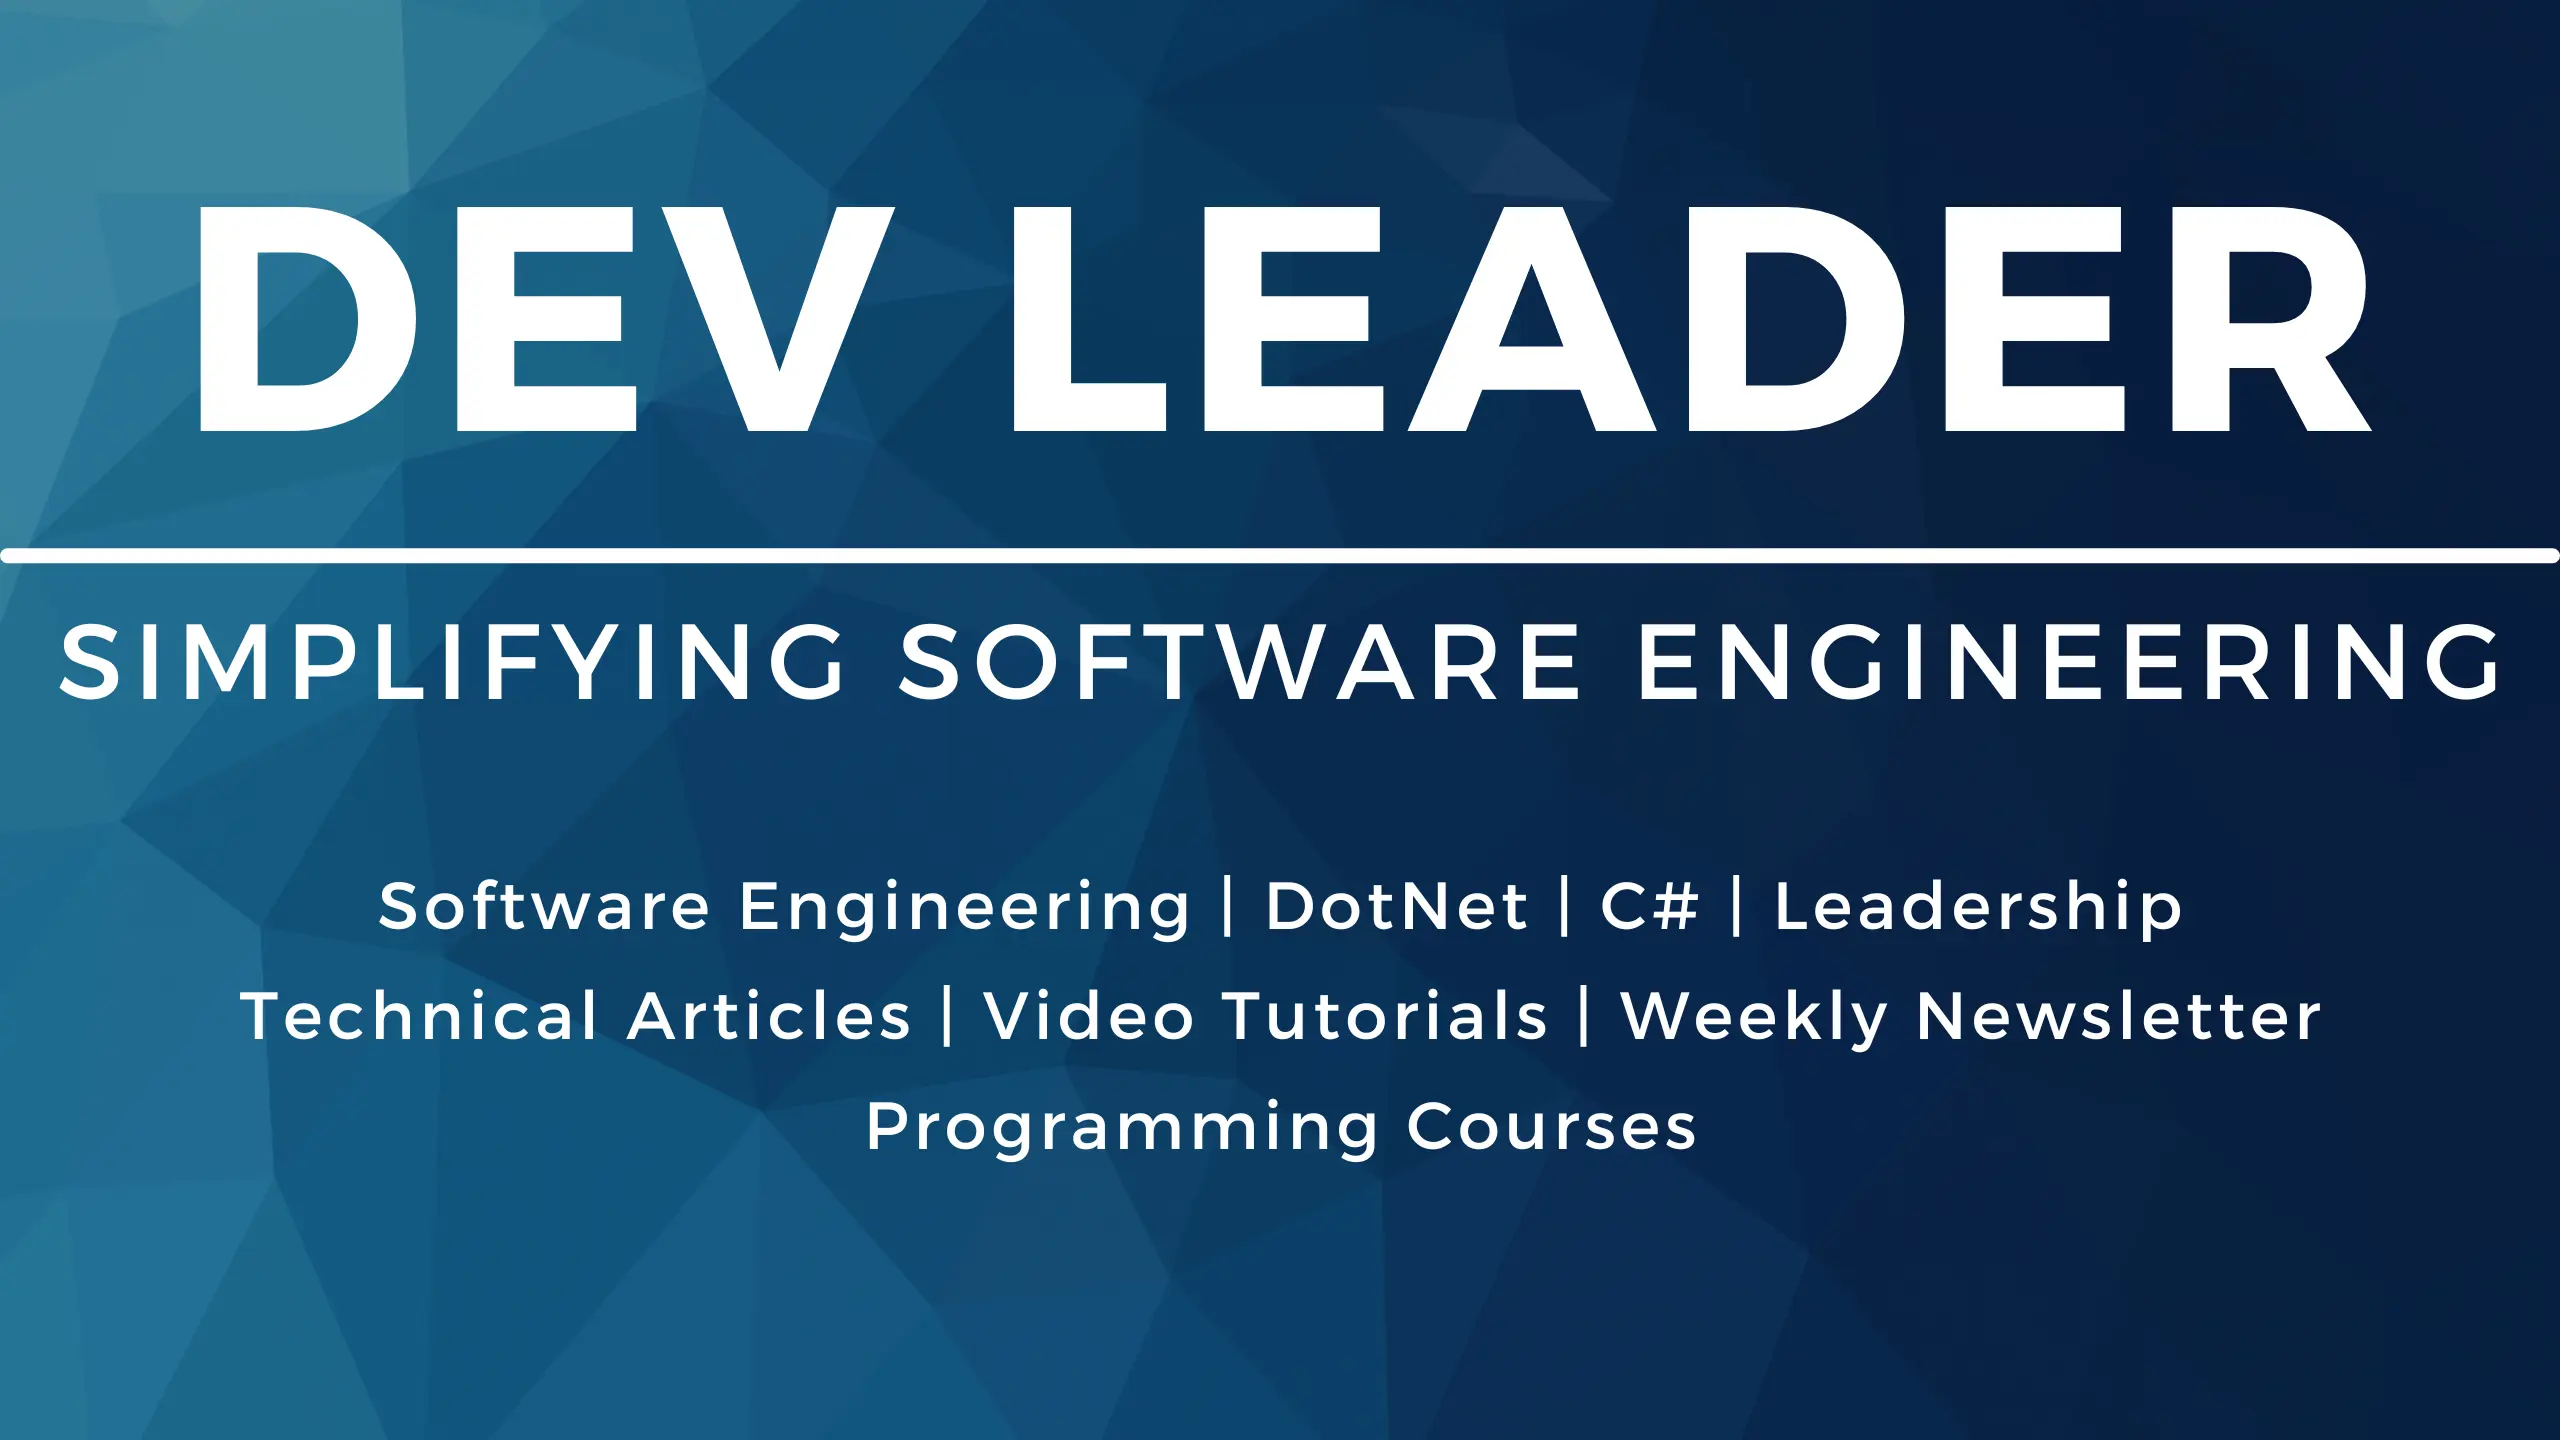 DEV LEADER
SIMPLIFYING SOFTWARE ENGINEERING
Software Engineering | DotNet | C# | Leadership
Technical Articles | Video Tutorials | Weekly Newsletter
Programming Courses